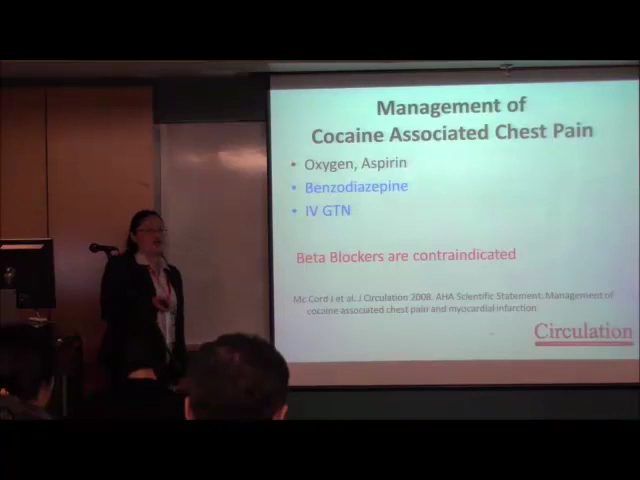 Management of
Cocaine Associated Chest Pain
• Oxygen, Aspirin
• Benzodiazepine
• IV GTN
Beta Blockers are contraindicated
Mc Cord J et al. J Circulation 2008. AHA Scientific Statement: Management of
cocaine associated chest pain and myocardial infarction.
Circulation